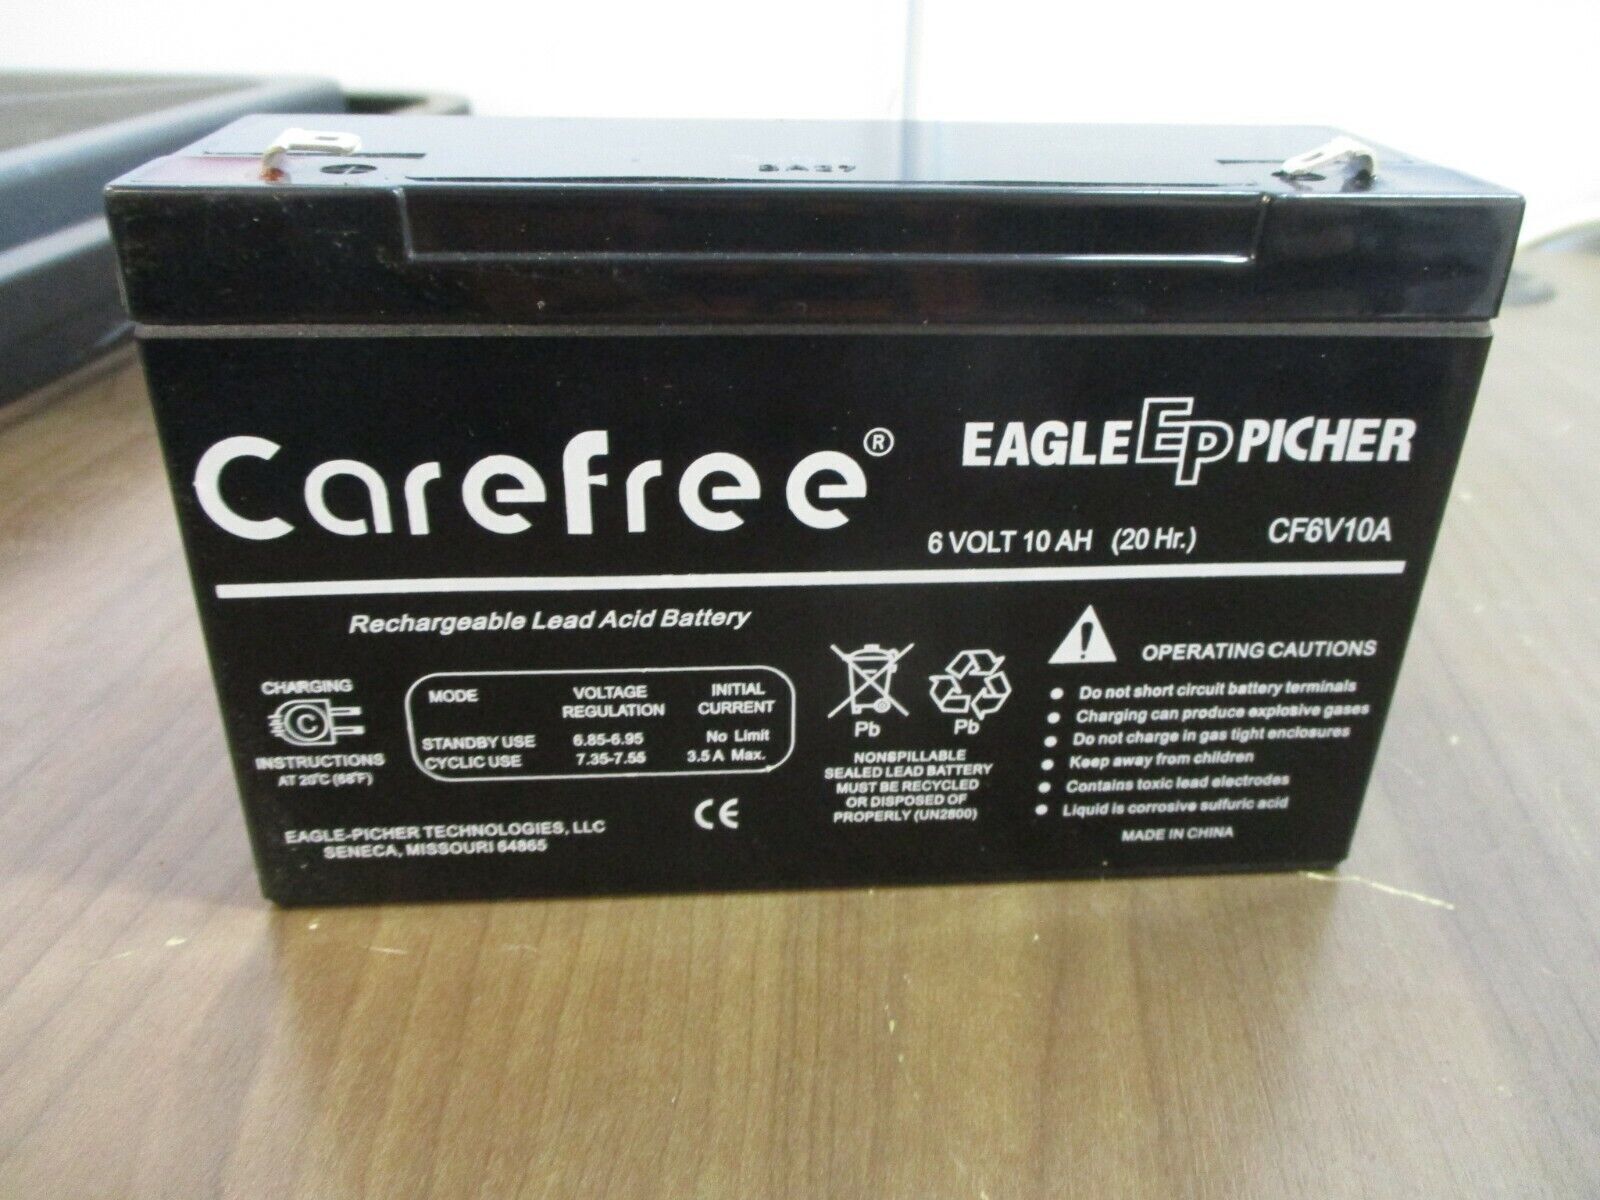 Carefree®
EAGLE EP PICHER
6 VOLT 10 AH (20 Hr.) CF6V10A
Rechargeable Lead Acid Battery
CHARGING
C
INSTRUCTIONS
AT 20°C (68°F)
MODE VOLTAGE REGULATION INITIAL CURRENT
STANDBY USE 6.85-6.95 No Limit
CYCLIC USE 7.35-7.55 3.5 A Max.
EAGLE-PICHER TECHNOLOGIES, LLC
SENECA, MISSOURI 64865
CE
Pb Pb
NONSPILLABLE
SEALED LEAD BATTERY
MUST BE RECYCLED
OR DISPOSED OF
PROPERLY (UN2800)
! OPERATING CAUTIONS
● Do not short circuit battery terminals
● Charging can produce explosive gases
● Do not charge in gas tight enclosures
● Keep away from children
● Contains toxic lead electrodes
● Liquid is corrosive sulfuric acid
MADE IN CHINA